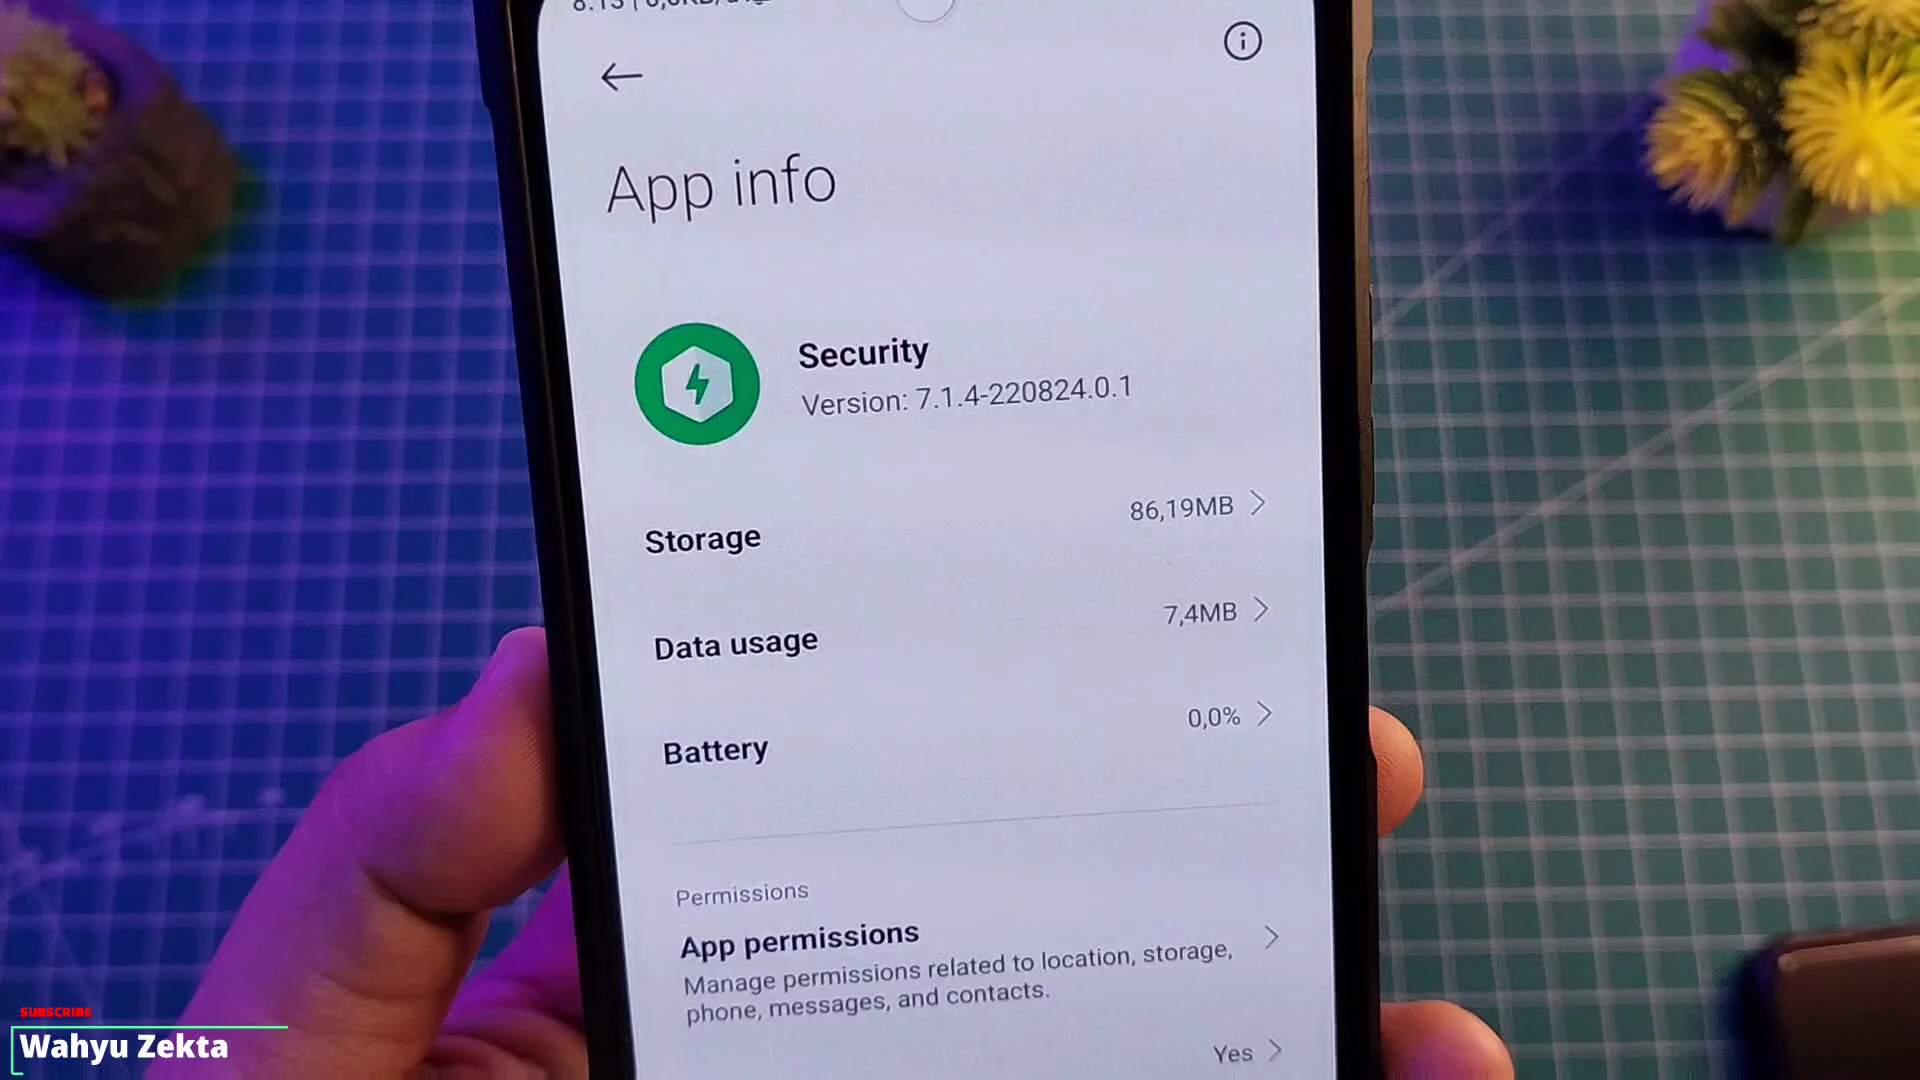 App info
Security
Version: 7.1.4-220824.0.1
Storage
86,19MB
Data usage
7,4MB
Battery
0,0%
Permissions
App permissions
Manage permissions related to location, storage,
phone, messages, and contacts.
Yes
SUBSCRIBE
Wahyu Zekta